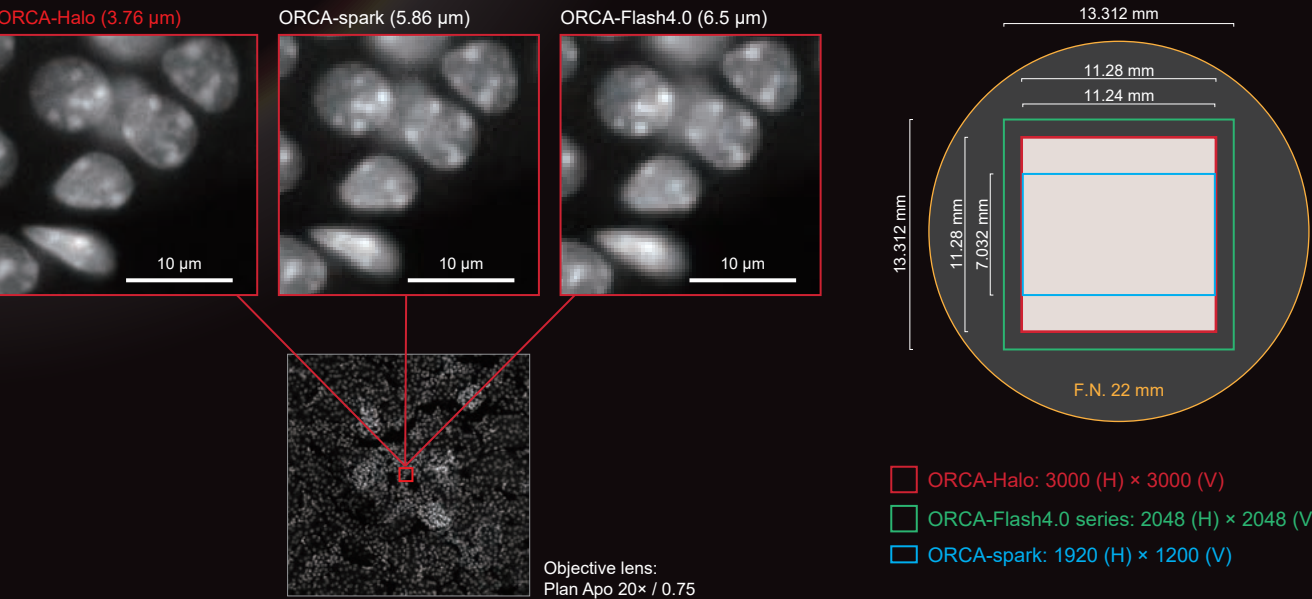 ORCA-Halo (3.76 µm)
ORCA-spark (5.86 µm)
ORCA-Flash4.0 (6.5 µm)
10 µm
10 µm
10 µm
Objective lens:
Plan Apo 20× / 0.75
13.312 mm
11.28 mm
11.24 mm
13.312 mm
11.28 mm
7.032 mm
F.N. 22 mm
ORCA-Halo: 3000 (H) × 3000 (V)
ORCA-Flash4.0 series: 2048 (H) × 2048 (V
ORCA-spark: 1920 (H) × 1200 (V)